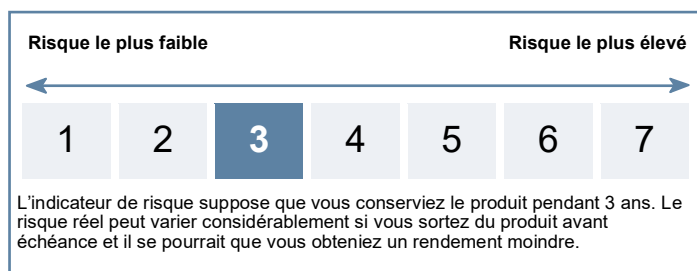 Risque le plus faible Risque le plus élevé
1 2 3 4 5 6 7
L'indicateur de risque suppose que vous conserviez le produit pendant 3 ans. Le
risque réel peut varier considérablement si vous sortez du produit avant
échéance et il se pourrait que vous obteniez un rendement moindre.